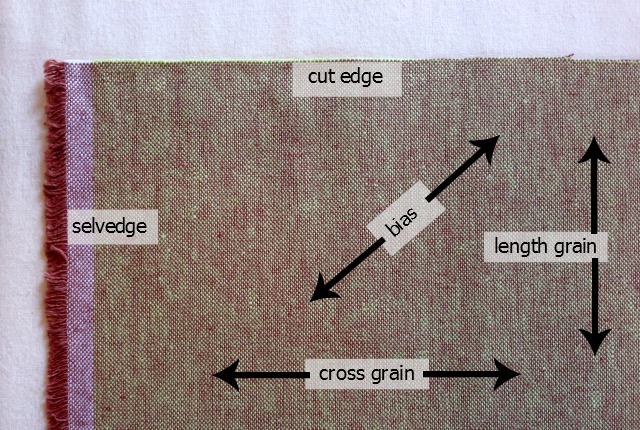 cut edge
selvedge
bias
length grain
cross grain